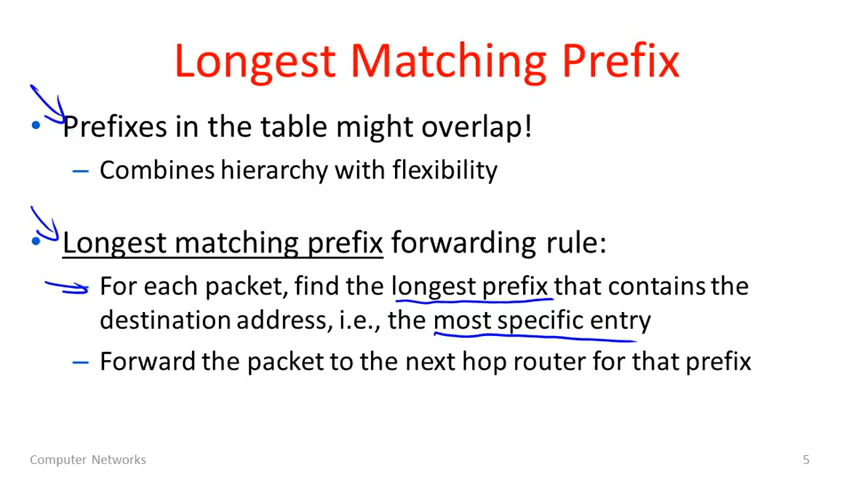 Longest Matching Prefix
• Prefixes in the table might overlap!
– Combines hierarchy with flexibility
• Longest matching prefix forwarding rule:
– For each packet, find the longest prefix that contains the
destination address, i.e., the most specific entry
– Forward the packet to the next hop router for that prefix
Computer Networks
5